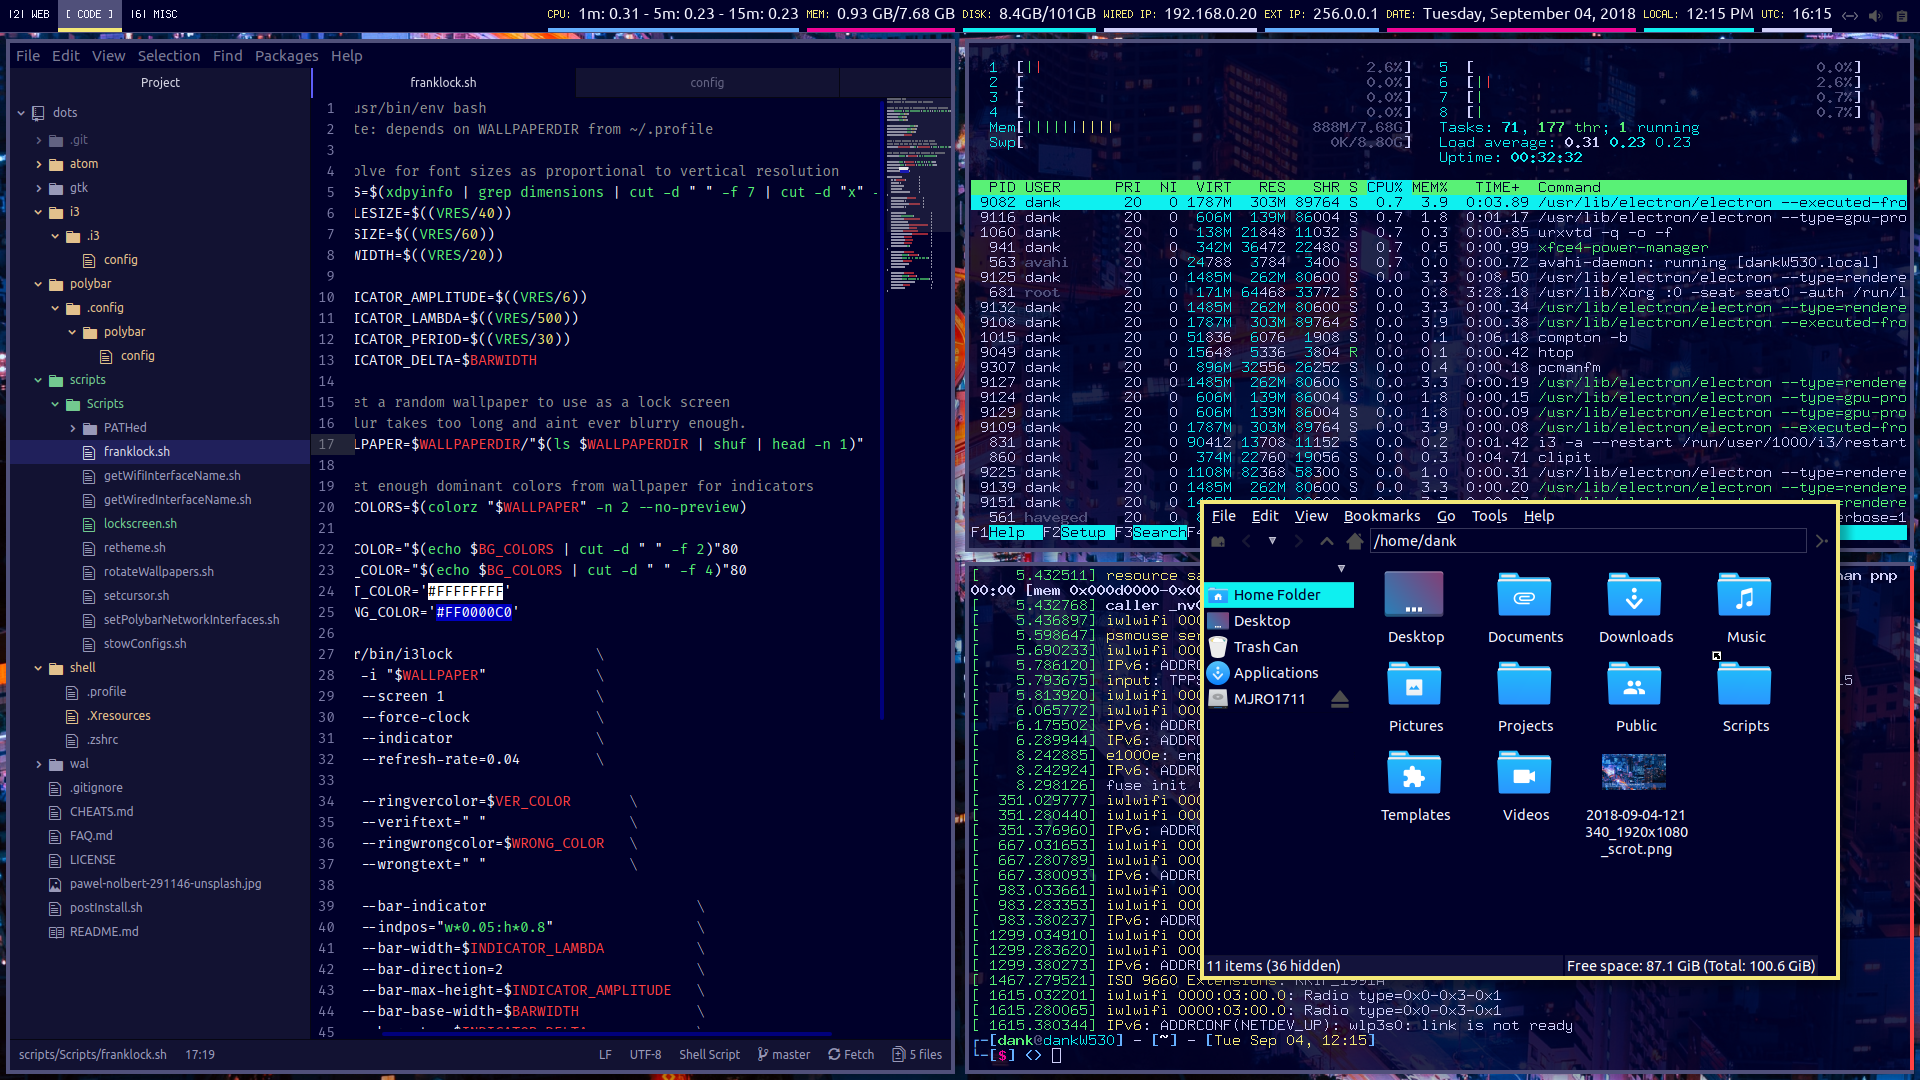 |2| WEB
[ CODE ]
|6| MISC
CPU: 1m: 0.31 - 5m: 0.23 - 15m: 0.23
MEM: 0.93 GB/7.68 GB
DISK: 8.4GB/101GB
WIRED IP: 192.168.0.20
EXT IP: 256.0.0.1
DATE: Tuesday, September 04, 2018
LOCAL: 12:15 PM
UTC: 16:15
File Edit View Selection Find Packages Help
Project
dots
.git
atom
gtk
i3
.i3
config
polybar
.config
polybar
config
scripts
Scripts
PATHed
franklock.sh
getWifiInterfaceName.sh
getWiredInterfaceName.sh
lockscreen.sh
retheme.sh
rotateWallpapers.sh
setcursor.sh
setPolybarNetworkInterfaces.sh
stowConfigs.sh
shell
.profile
.Xresources
.zshrc
wal
.gitignore
CHEATS.md
FAQ.md
LICENSE
pawel-nolbert-291146-unsplash.jpg
postInstall.sh
README.md
franklock.sh
config
1 usr/bin/env bash
2 te: depends on WALLPAPERDIR from ~/.profile
3
4 olve for font sizes as proportional to vertical resolution
5 S=$(xdpyinfo | grep dimensions | cut -d " " -f 7 | cut -d "x" -
6 LESIZE=$((VRES/40))
7 SIZE=$((VRES/60))
8 WIDTH=$((VRES/20))
9
10 ICATOR_AMPLITUDE=$((VRES/6))
11 ICATOR_LAMBDA=$((VRES/500))
12 ICATOR_PERIOD=$((VRES/30))
13 ICATOR_DELTA=$BARWIDTH
14
15 et a random wallpaper to use as a lock screen
16 lur takes too long and aint ever blurry enough.
17 LPAPER=$WALLPAPERDIR/"$(ls $WALLPAPERDIR | shuf | head -n 1)"
18
19 et enough dominant colors from wallpaper for indicators
20 COLORS=$(colorz "$WALLPAPER" -n 2 --no-preview)
21
22 COLOR="$(echo $BG_COLORS | cut -d " " -f 2)"80
23 _COLOR="$(echo $BG_COLORS | cut -d " " -f 4)"80
24 T_COLOR='#FFFFFFFF'
25 NG_COLOR='#FF0000C0'
26
27 r/bin/i3lock \
28 -i "$WALLPAPER" \
29 --screen 1 \
30 --force-clock \
31 --indicator \
32 --refresh-rate=0.04 \
33
34 --ringvercolor=$VER_COLOR \
35 --veriftext=" " \
36 --ringwrongcolor=$WRONG_COLOR \
37 --wrongtext=" " \
38
39 --bar-indicator \
40 --indpos="w*0.05:h*0.8" \
41 --bar-width=$INDICATOR_LAMBDA \
42 --bar-direction=2 \
43 --bar-max-height=$INDICATOR_AMPLITUDE \
44 --bar-base-width=$BARWIDTH \
45
scripts/Scripts/franklock.sh 17:19 LF UTF-8 Shell Script master Fetch 5 files
1 [|| 2.6%] 5 [ 0.0%]
2 [ 0.0%] 6 [|| 2.6%]
3 [ 0.0%] 7 [| 0.7%]
4 [ 0.0%] 8 [| 0.7%]
Mem[|||||||||| 888M/7.68G] Tasks: 71, 177 thr; 1 running
Swp[ 0K/8.80G] Load average: 0.31 0.23 0.23
Uptime: 00:32:32
PID USER PRI NI VIRT RES SHR S CPU% MEM% TIME+ Command
9082 dank 20 0 1787M 303M 89764 S 0.7 3.9 0:03.89 /usr/lib/electron/electron --executed-fro
9116 dank 20 0 606M 139M 86004 S 0.7 1.8 0:01.17 /usr/lib/electron/electron --type=gpu-pro
1060 dank 20 0 138M 21848 11032 S 0.7 0.3 0:00.85 urxvtd -q -o -f
941 dank 20 0 342M 36472 22480 S 0.7 0.5 0:00.99 xfce4-power-manager
563 avahi 20 0 24788 3784 3400 S 0.7 0.0 0:00.72 avahi-daemon: running [dankW530.local]
9125 dank 20 0 1485M 262M 80600 S 0.0 3.3 0:08.50 /usr/lib/electron/electron --type=rendere
681 root 20 0 171M 64468 33772 S 0.0 0.8 3:28.18 /usr/lib/Xorg :0 -seat seat0 -auth /run/l
9132 dank 20 0 1485M 262M 80600 S 0.0 3.3 0:00.34 /usr/lib/electron/electron --type=rendere
9108 dank 20 0 1787M 303M 89764 S 0.0 3.9 0:00.38 /usr/lib/electron/electron --executed-fro
1015 dank 20 0 51836 6076 1908 S 0.0 0.1 0:06.18 compton -b
9049 dank 20 0 15648 5336 3804 R 0.0 0.1 0:00.42 htop
9307 dank 20 0 896M 32556 26252 S 0.0 0.4 0:00.18 pcmanfm
9127 dank 20 0 1485M 262M 80600 S 0.0 3.3 0:00.19 /usr/lib/electron/electron --type=rendere
9124 dank 20 0 606M 139M 86004 S 0.0 1.8 0:00.15 /usr/lib/electron/electron --type=gpu-pro
9129 dank 20 0 606M 139M 86004 S 0.0 1.8 0:00.09 /usr/lib/electron/electron --type=gpu-pro
9109 dank 20 0 1787M 303M 89764 S 0.0 3.9 0:00.08 /usr/lib/electron/electron --executed-fro
831 dank 20 0 90412 13708 11152 S 0.0 0.2 0:01.42 i3 -a --restart /run/user/1000/i3/restart
860 dank 20 0 374M 22760 19056 S 0.0 0.3 0:04.71 clipit
9225 dank 20 0 1108M 82368 58300 S 0.0 1.0 0:00.31 /usr/lib/electron/electron --type=rendere
9139 dank 20 0 1485M 262M 80600 S 0.0 3.3 0:00.20 /usr/lib/electron/electron --type=rendere
9151 dank 20 0
561 haveged 20 0 erbose=1
F1Help F2Setup F3SearchF4
File Edit View Bookmarks Go Tools Help
/home/dank
Home Folder
Desktop
Trash Can
Applications
MJRO1711
Desktop Documents Downloads Music
Pictures Projects Public Scripts
Templates Videos 2018-09-04-121
340_1920x1080
_scrot.png
11 items (36 hidden) Free space: 87.1 GiB (Total: 100.6 GiB)
[ 5.432511] resource sa an pnp
00:00 [mem 0x000d0000-0x00
[ 5.432768] caller _nv0
[ 5.436897] iwlwifi 000
[ 5.598647] psmouse ser
[ 5.690233] iwlwifi 000
[ 5.786120] IPv6: ADDRC
[ 5.793675] input: TPPS 15
[ 5.813920] iwlwifi 000
[ 6.065772] iwlwifi 000
[ 6.175502] IPv6: ADDRC
[ 6.289944] IPv6: ADDRC
[ 8.242885] e1000e: enp
[ 8.242924] IPv6: ADDRC
[ 8.298126] fuse init
[ 351.029777] iwlwifi 000
[ 351.280440] iwlwifi 000
[ 351.376960] IPv6: ADDRC
[ 667.031653] iwlwifi 000
[ 667.280789] iwlwifi 000
[ 667.380093] IPv6: ADDRC
[ 983.033661] iwlwifi 000
[ 983.283353] iwlwifi 000
[ 983.380237] IPv6: ADDRC
[ 1299.034910] iwlwifi 000
[ 1299.283620] iwlwifi 000
[ 1299.380273] IPv6: ADDRC
[ 1467.279521] ISO 9660 Extensions: RRIP_1991A
[ 1615.032201] iwlwifi 0000:03:00.0: Radio type=0x0-0x3-0x1
[ 1615.280065] iwlwifi 0000:03:00.0: Radio type=0x0-0x3-0x1
[ 1615.380344] IPv6: ADDRCONF(NETDEV_UP): wlp3s0: link is not ready
[dank@dankW530] - [~] - [Tue Sep 04, 12:15]
[$] <>